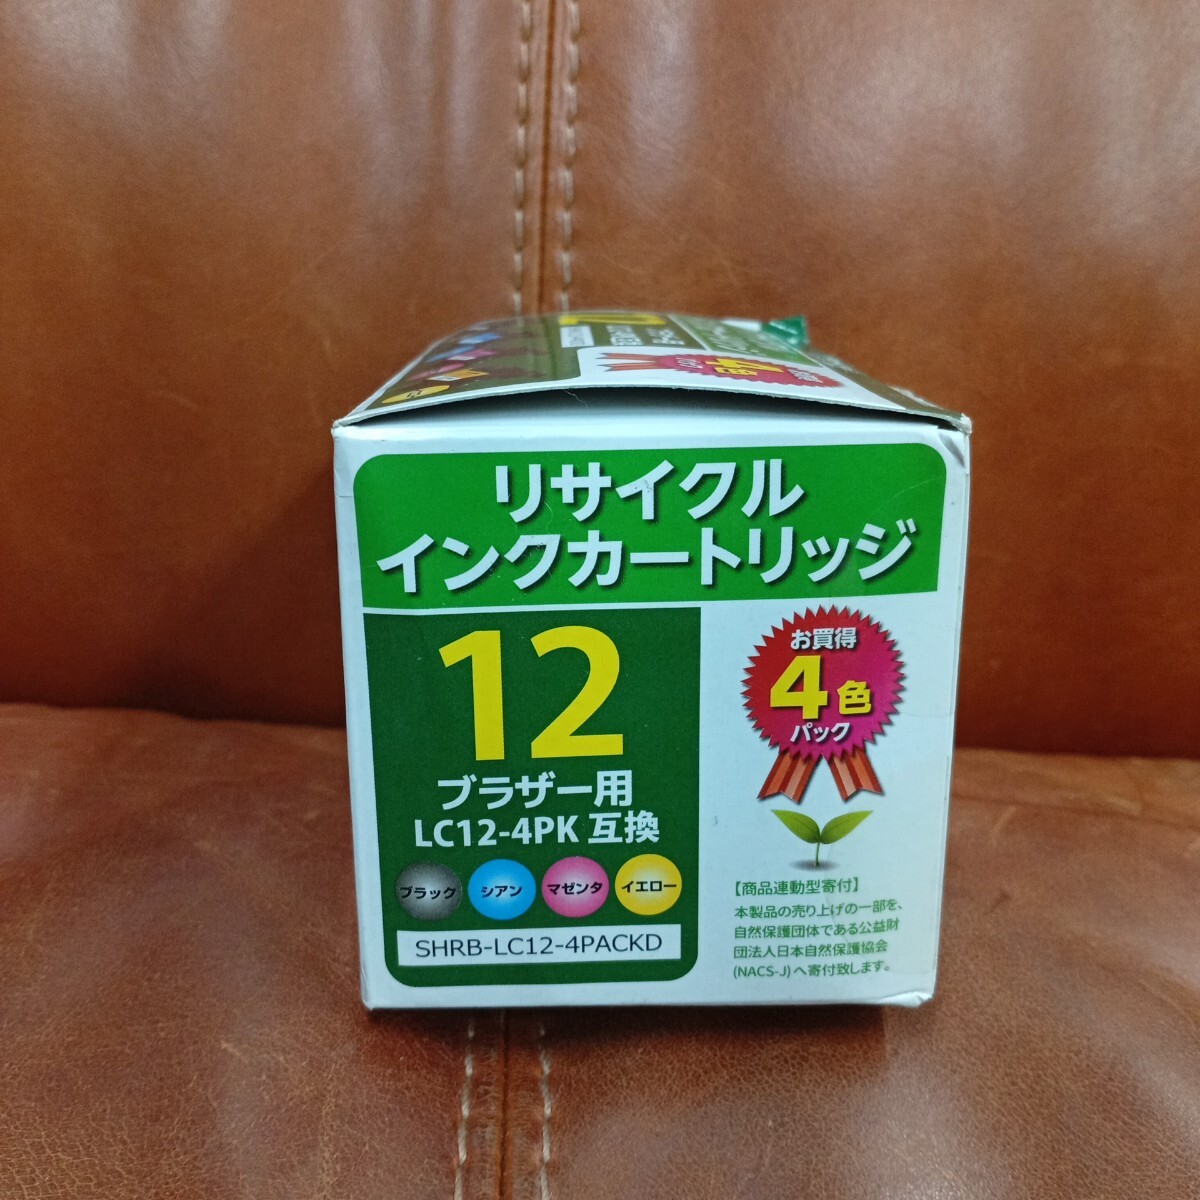 4色
リサイクル
インクカートリッジ
12
ブラザー用
LC12-4PK 互換
ブラック シアン マゼンタ イエロー
SHRB-LC12-4PACKD
お買得
4色
パック
【商品連動型寄付】
本製品の売り上げの一部を、
自然保護団体である公益財
団法人日本自然保護協会
(NACS-J)へ寄付致します。